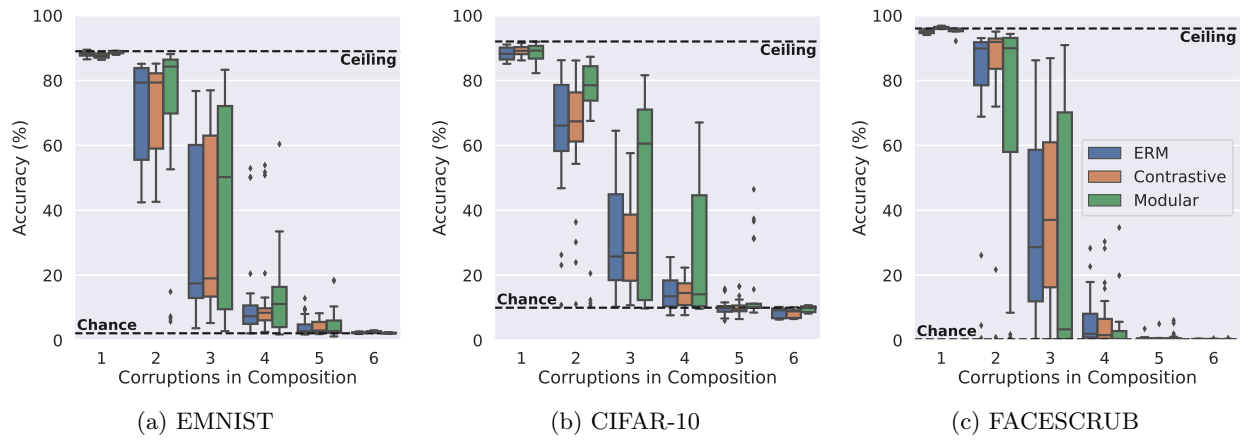 100
80
60
40
20
0
Accuracy (%)
Ceiling
Chance
1 2 3 4 5 6
Corruptions in Composition
(a) EMNIST
100
80
60
40
20
0
Accuracy (%)
Ceiling
Chance
1 2 3 4 5 6
Corruptions in Composition
(b) CIFAR-10
100
80
60
40
20
0
Accuracy (%)
Ceiling
ERM
Contrastive
Modular
Chance
1 2 3 4 5 6
Corruptions in Composition
(c) FACESCRUB